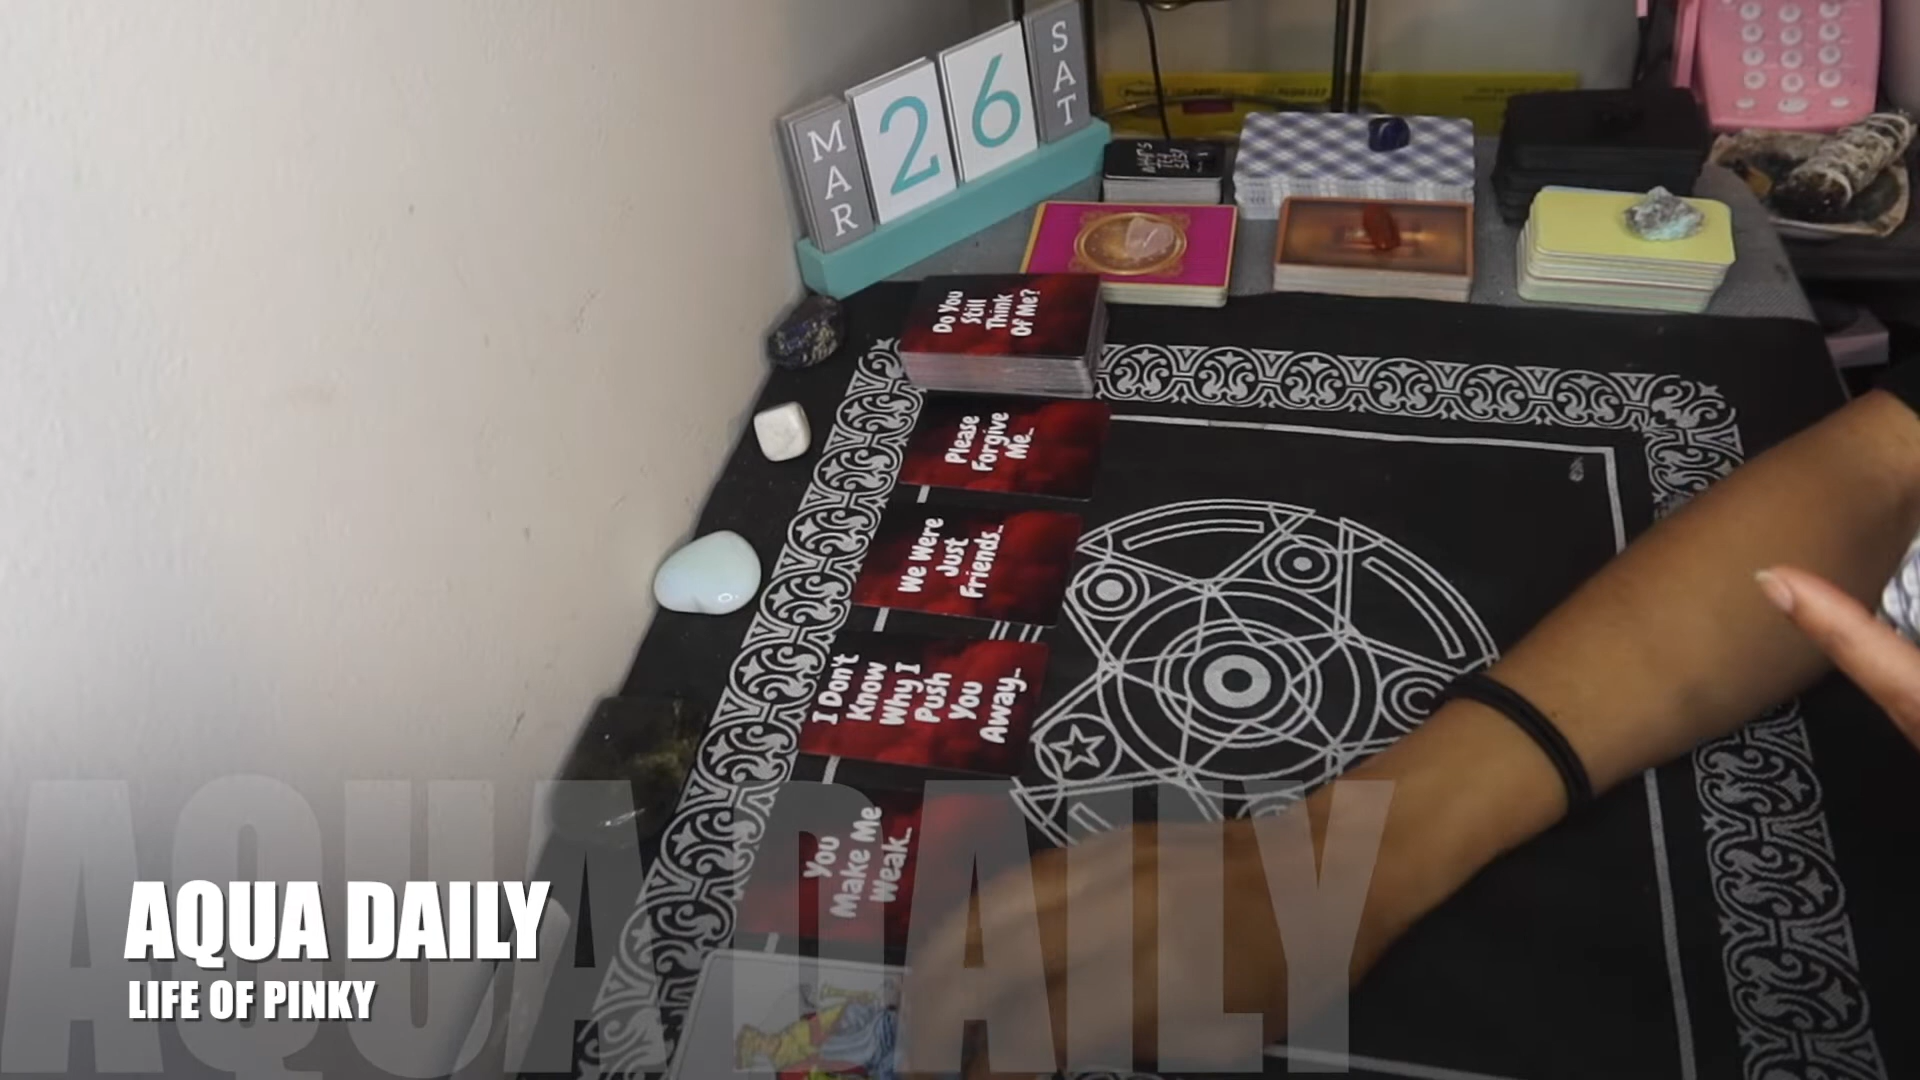 MAR
26
SAT
Do You
Still
Think
Of Me?
Please
Forgive
Me..
We Were
Just
Friends..
I Don't
Know
Why I
Push
You
Away..
You
Make Me
Weak..
AQUA DAILY
AQUA DAILY
LIFE OF PINKY